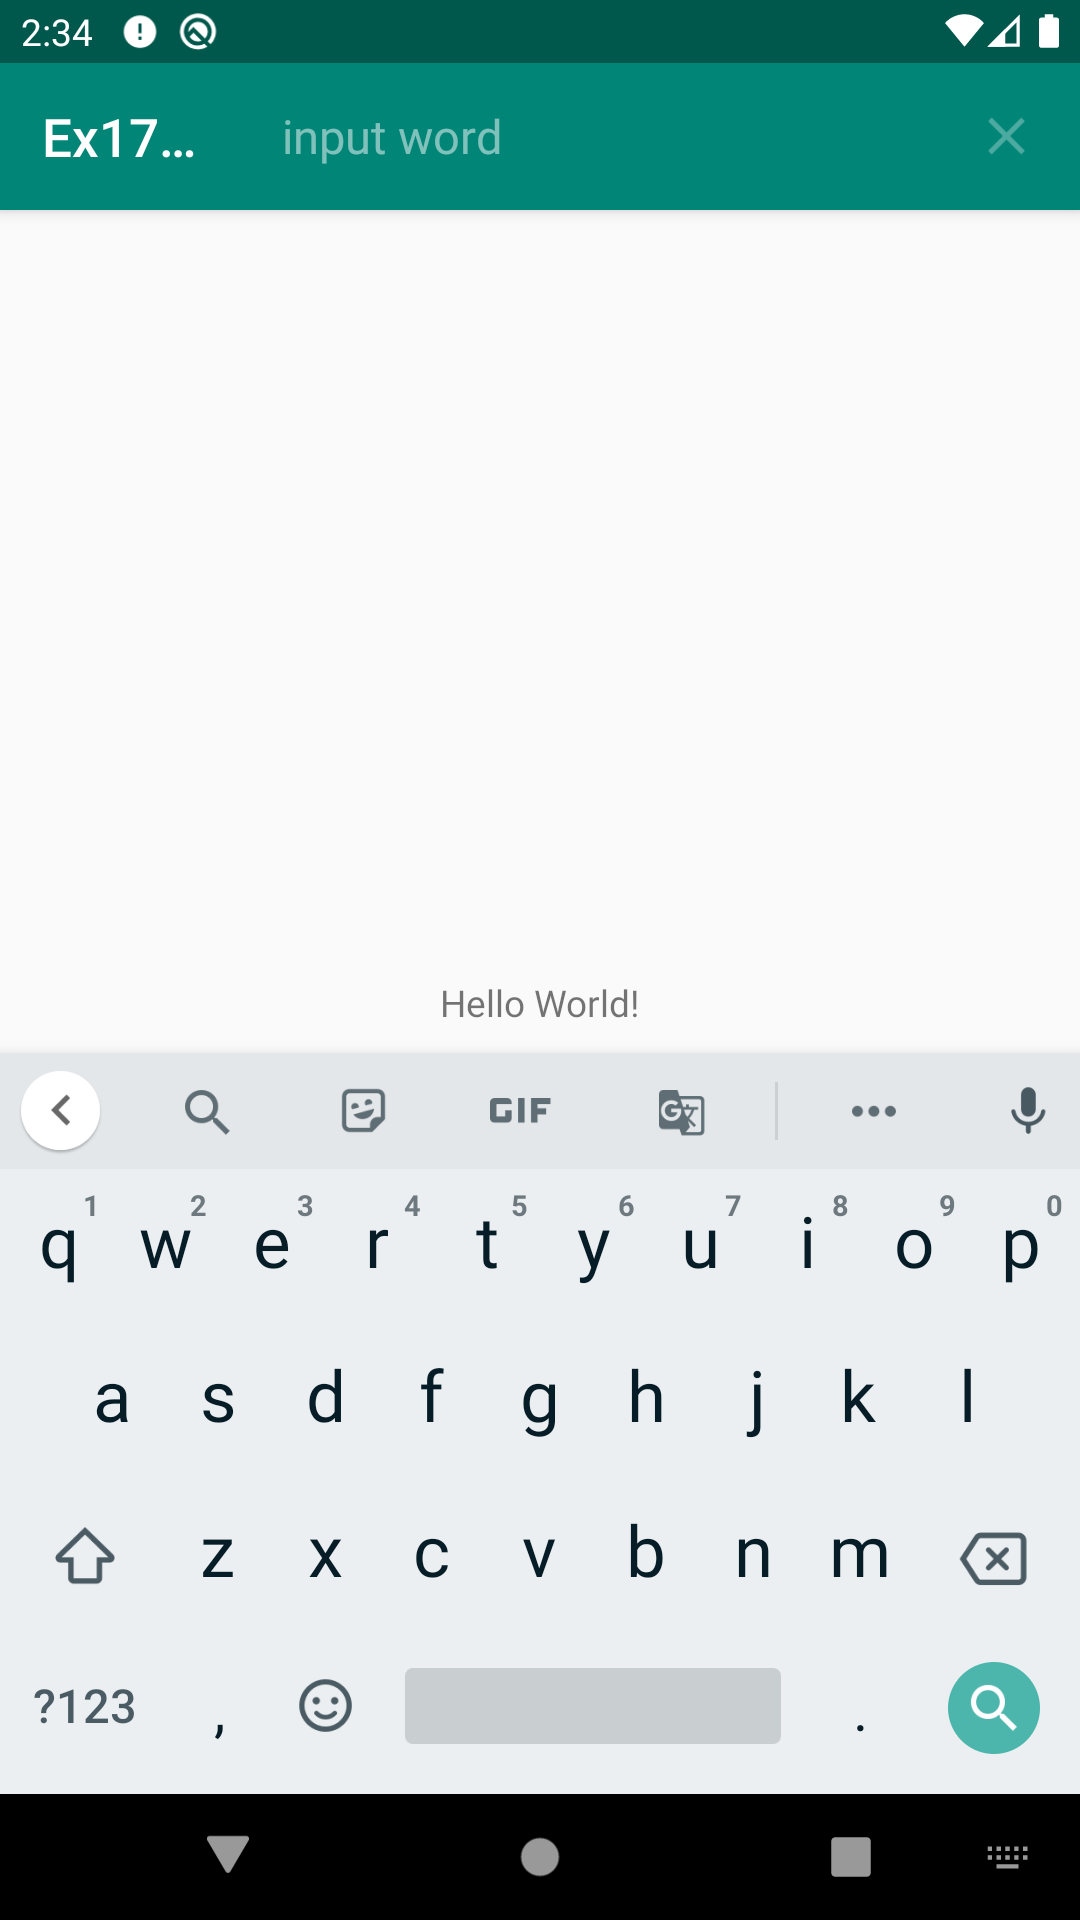 2:34
Ex17... input word
Hello World!
GIF
1 2 3 4 5 6 7 8 9 0
q w e r t y u i o p
a s d f g h j k l
z x c v b n m
?123 , .